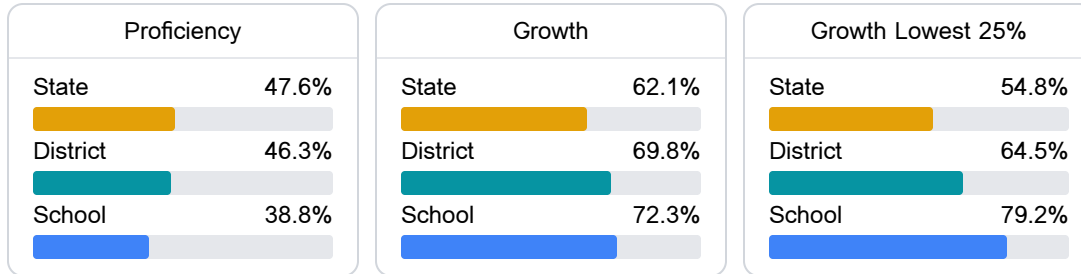 Proficiency
State 47.6%
District 46.3%
School 38.8%
Growth
State 62.1%
District 69.8%
School 72.3%
Growth Lowest 25%
State 54.8%
District 64.5%
School 79.2%